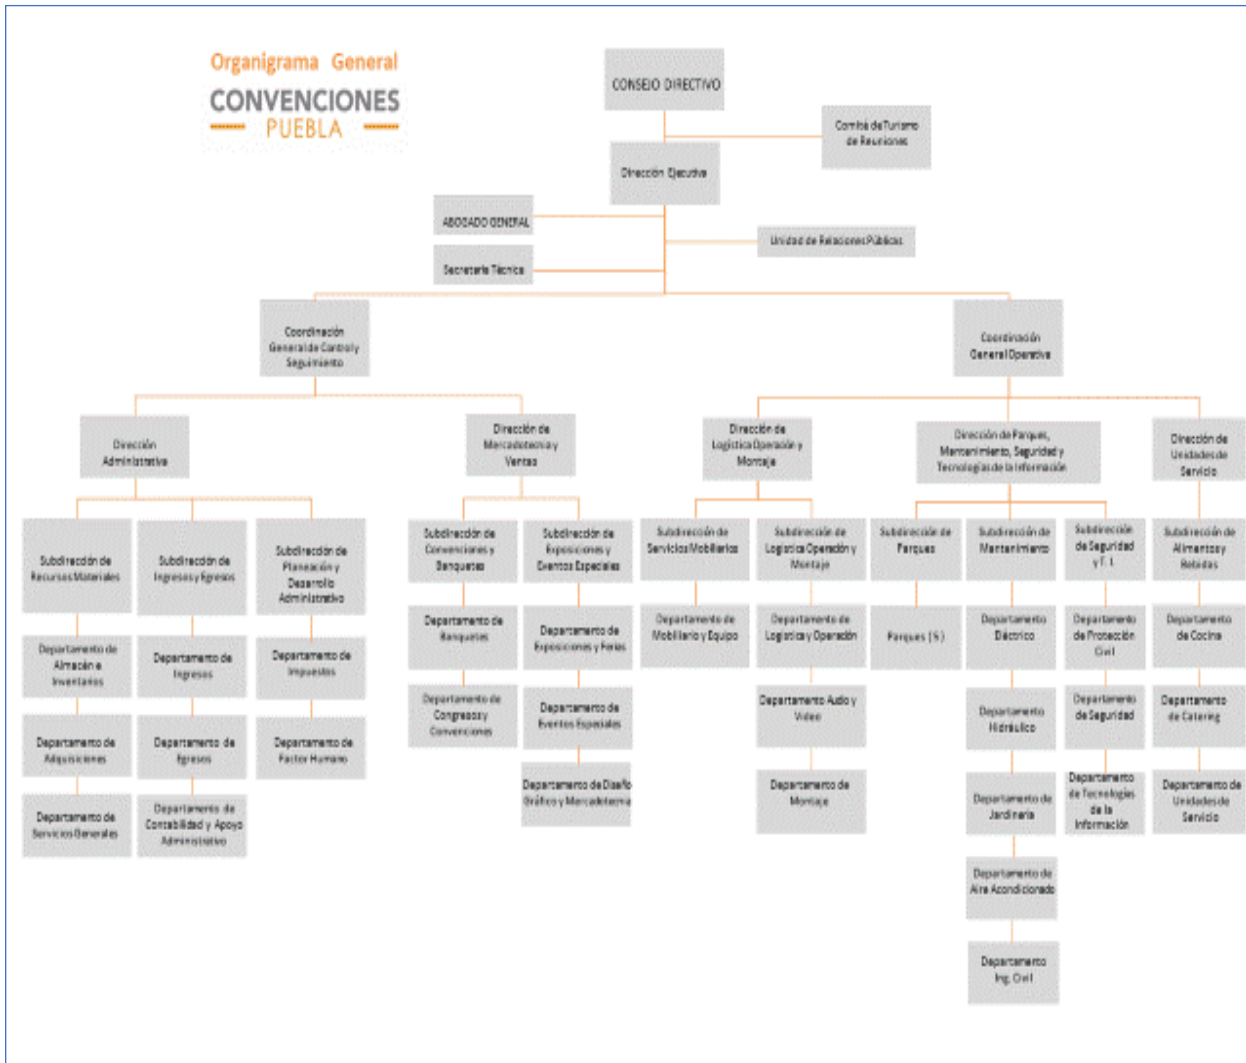 Organigrama General
CONVENCIONES
PUEBLA
CONSEJO DIRECTIVO
Comité de Turismo
de Reuniones
Dirección Ejecutiva
ABOGADO GENERAL
Unidad de Relaciones Públicas
Secretaría Técnica
Coordinación
General de Control y
Seguimiento
Coordinación
General Operativa
Dirección
Administrativa
Dirección de
Mercadotecnia y
Ventas
Dirección de
Logística Operación y
Montaje
Dirección de Parques,
Mantenimiento, Seguridad y
Tecnologías de la Información
Dirección de
Unidades de
Servicio
Subdirección de
Recursos Materiales
Subdirección de
Ingresos y Egresos
Subdirección de
Planeación y
Desarrollo
Administrativo
Subdirección de
Convenciones y
Banquetes
Subdirección de
Exposiciones y
Eventos Especiales
Subdirección de
Servicios Mobiliarios
Subdirección de
Logística Operación y
Montaje
Subdirección de
Parques
Subdirección de
Mantenimiento
Subdirección
de Seguridad
y T. I.
Subdirección de
Alimentos y
Bebidas
Departamento de
Almacén e
Inventarios
Departamento de
Ingresos
Departamento de
Impuestos
Departamento de
Banquetes
Departamento de
Exposiciones y Ferias
Departamento de
Mobiliario y Equipo
Departamento de
Logística y Operación
Parques ( 5 )
Departamento
Eléctrico
Departamento
de Protección
Civil
Departamento
de Cocina
Departamento de
Adquisiciones
Departamento de
Egresos
Departamento de
Factor Humano
Departamento de
Congresos y
Convenciones
Departamento de
Eventos Especiales
Departamento Audio y
Video
Departamento
Hidráulico
Departamento
de Seguridad
Departamento
de Catering
Departamento de
Servicios Generales
Departamento de
Contabilidad y Apoyo
Administrativo
Departamento de Diseño
Gráfico y Mercadotecnia
Departamento de
Montaje
Departamento de
Jardinería
Departamento
de Tecnologías
de la
Información
Departamento de
Unidades de
Servicio
Departamento de
Aire Acondicionado
Departamento
Ing. Civil